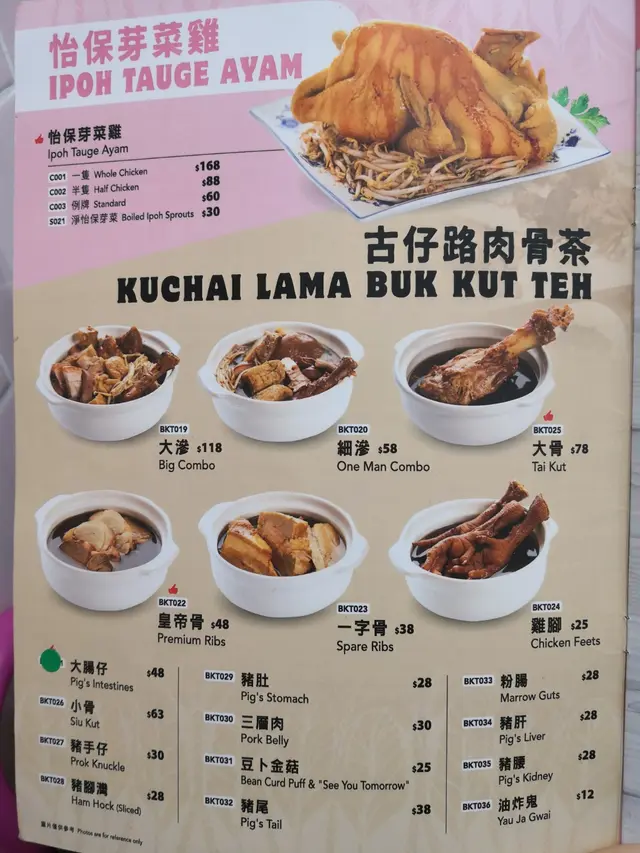 怡保芽菜雞
IPOH TAUGE AYAM
怡保芽菜雞
Ipoh Tauge Ayam
C001 一隻 Whole Chicken $168
C002 半隻 Half Chicken $88
C003 例牌 Standard $60
S021 淨怡保芽菜 Boiled Ipoh Sprouts $30
古仔路肉骨茶
KUCHAI LAMA BUK KUT TEH
BKT019
大滲 $118
Big Combo
BKT020
細滲 $58
One Man Combo
BKT025
大骨 $78
Tai Kut
BKT022
皇帝骨 $48
Premium Ribs
BKT023
一字骨 $38
Spare Ribs
BKT024
雞腳 $25
Chicken Feets
大腸仔 $48
Pig's Intestines
BKT026 小骨 $63
Siu Kut
BKT027 豬手仔 $30
Prok Knuckle
BKT028 豬腳灣 $28
Ham Hock (Sliced)
BKT029 豬肚 $28
Pig's Stomach
BKT030 三層肉 $30
Pork Belly
BKT031 豆卜金菇 $25
Bean Curd Puff & "See You Tomorrow"
BKT032 豬尾 $38
Pig's Tail
BKT033 粉腸 $28
Marrow Guts
BKT034 豬肝 $28
Pig's Liver
BKT035 豬腰 $28
Pig's Kidney
BKT036 油炸鬼 $12
Yau Ja Gwai
圖片僅供參考 Photos are for reference only